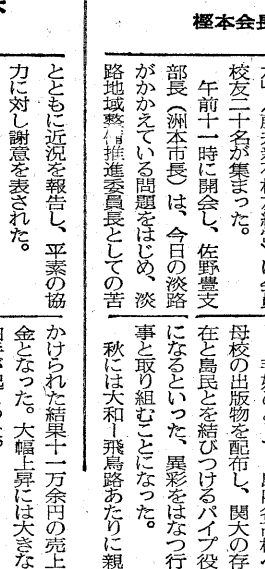 樫本会長
校友二十名が集まった。
午前十一時に開会し、佐野豊支
部長（洲本市長）は、今日の淡路
がかかえている問題をはじめ、淡
路地域整備推進委員長としての苦
母校の出版物を配布し、関大の存
在と島民とを結びつけるパイプ役
になるといった、異彩をはなつ行
事と取り組むことになった。
秋には大和ー飛鳥路あたりに親
とともに近況を報告し、平素の協
力に対し謝意を表された。
かけられた結果十一万余円の売上
金となった。大幅上昇には大きな